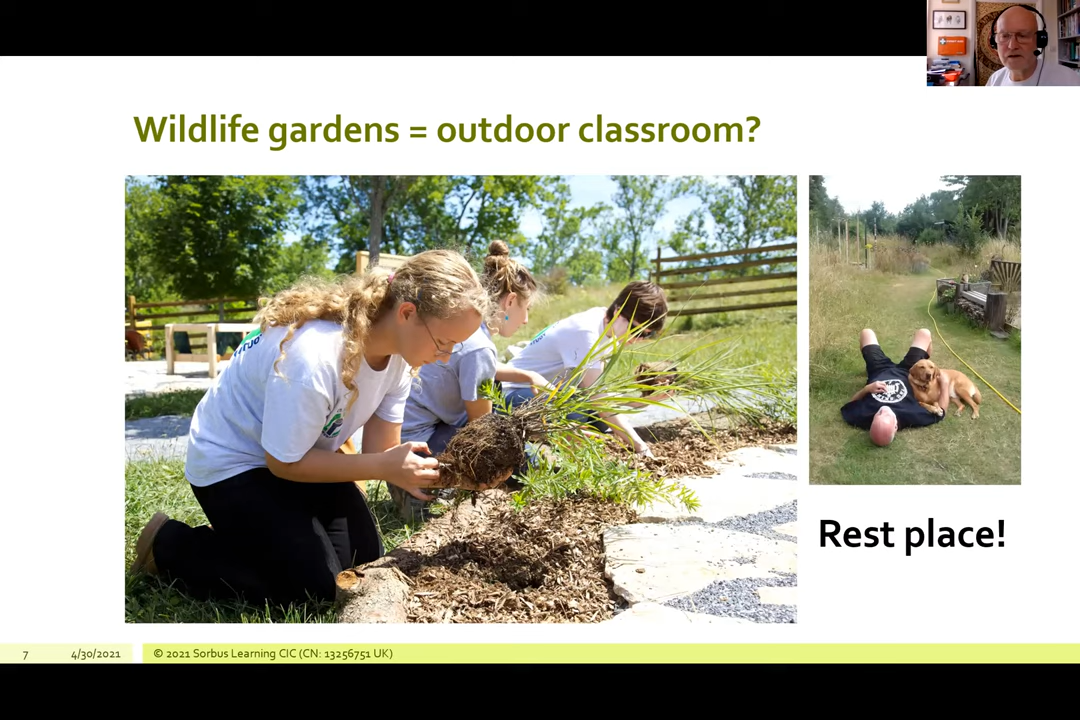 Wildlife gardens = outdoor classroom?
Rest place!
7
4/30/2021
© 2021 Sorbus Learning CIC (CN: 13256751 UK)